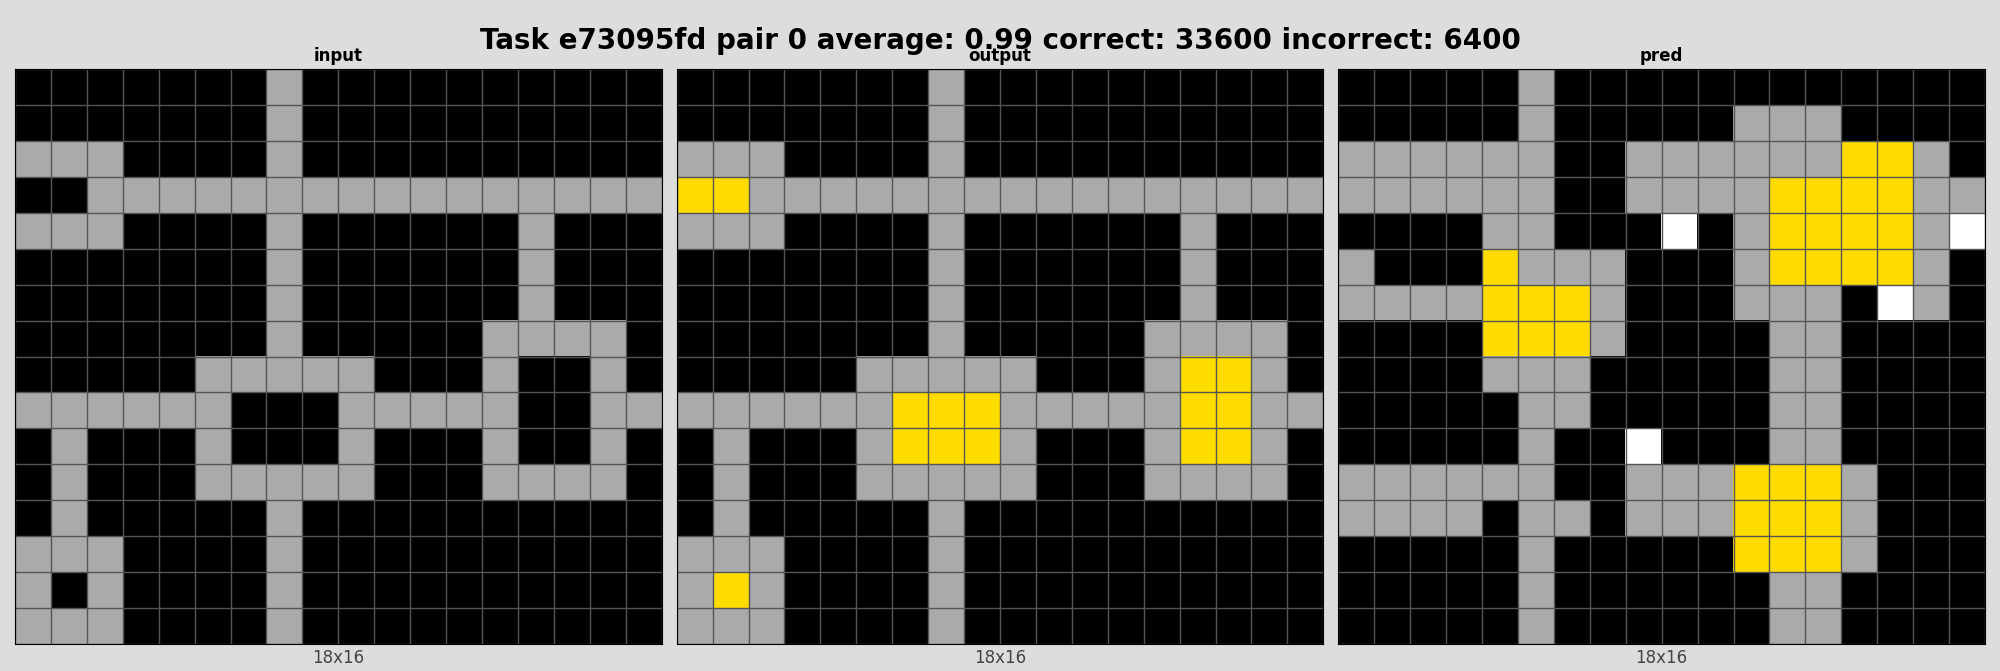 Task e73095fd pair 0 average: 0.99 correct: 33600 incorrect: 6400
input
output
pred
18x16
18x16
18x16